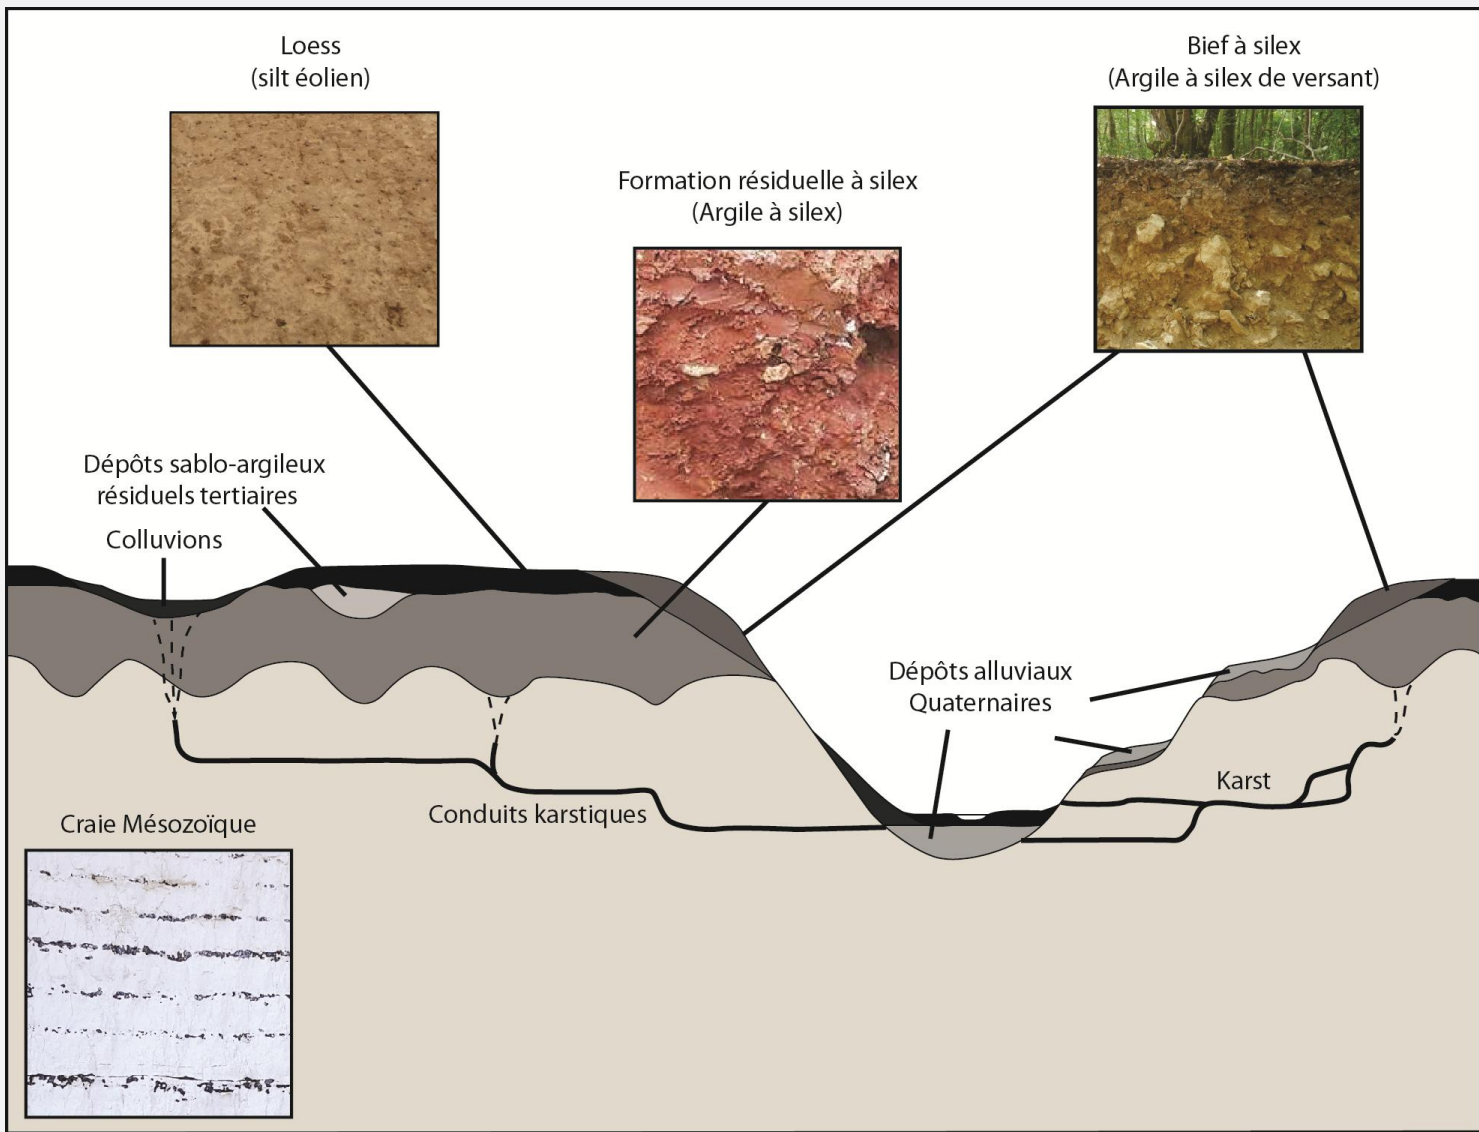 Loess
(silt éolien)
Bief à silex
(Argile à silex de versant)
Formation résiduelle à silex
(Argile à silex)
Dépôts sablo-argileux
résiduels tertiaires
Colluvions
Dépôts alluviaux
Quaternaires
Karst
Conduits karstiques
Craie Mésozoïque